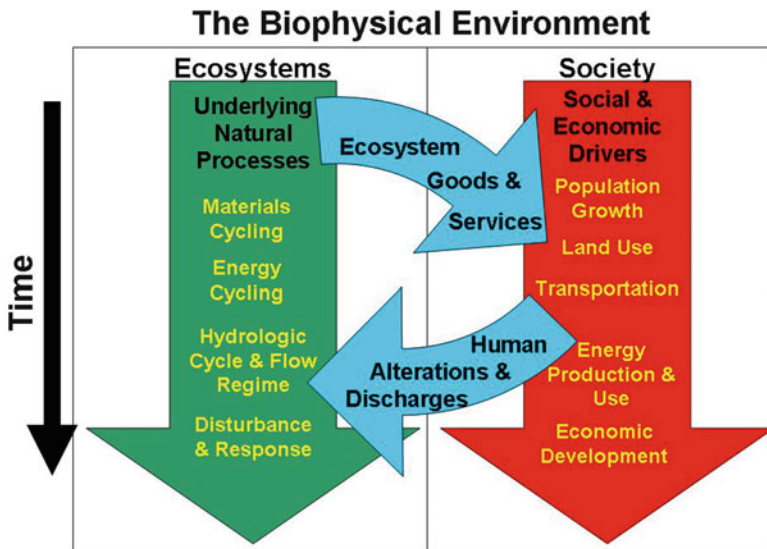 The Biophysical Environment
Ecosystems
Society
Time
Underlying
Natural
Processes
Materials
Cycling
Energy
Cycling
Hydrologic
Cycle & Flow
Regime
Disturbance
& Response
Ecosystem
Goods &
Services
Human
Alterations &
Discharges
Social &
Economic
Drivers
Population
Growth
Land Use
Transportation
Energy
Production &
Use
Economic
Development